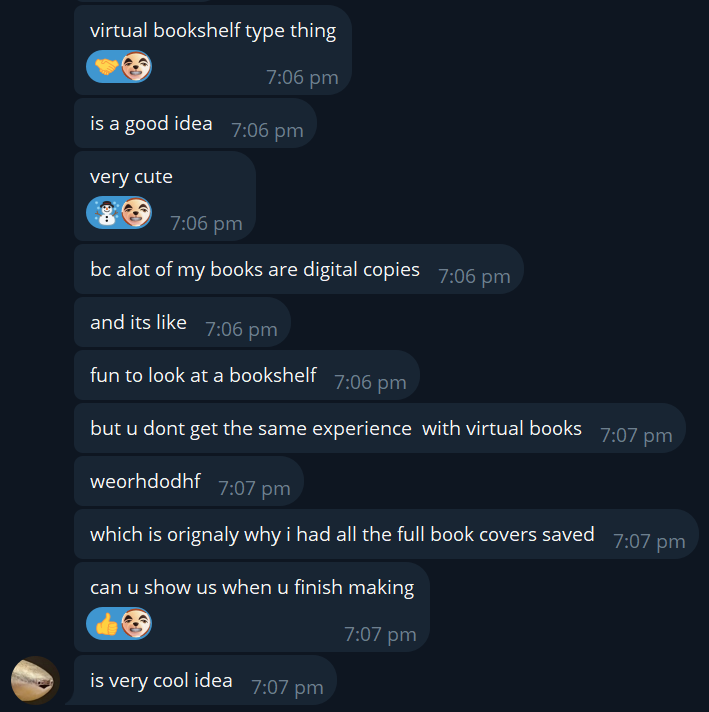 virtual bookshelf type thing
7:06 pm
is a good idea 7:06 pm
very cute
7:06 pm
bc alot of my books are digital copies 7:06 pm
and its like 7:06 pm
fun to look at a bookshelf 7:06 pm
but u dont get the same experience  with virtual books 7:07 pm
weorhdodhf 7:07 pm
which is orignaly why i had all the full book covers saved 7:07 pm
can u show us when u finish making
7:07 pm
is very cool idea 7:07 pm